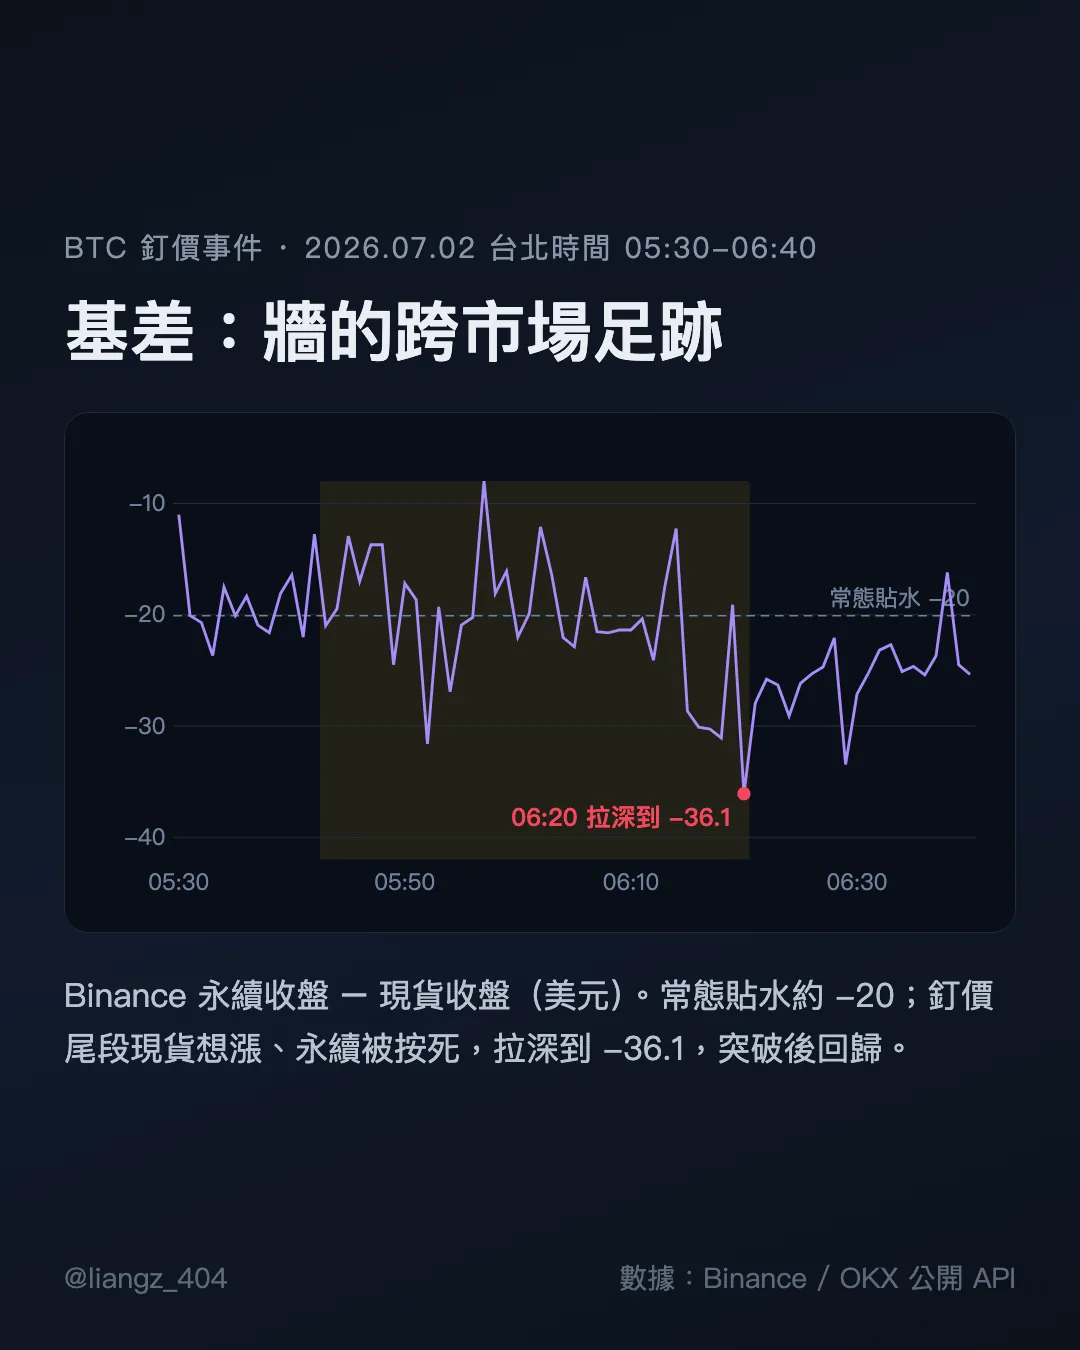 BTC 釘價事件 · 2026.07.02 台北時間 05:30–06:40
基差：牆的跨市場足跡
−10
常態貼水 −20
−20
−30
06:20 拉深到 −36.1
−40
05:30 05:50 06:10 06:30
Binance 永續收盤 − 現貨收盤（美元）。常態貼水約 −20；釘價
尾段現貨想漲、永續被按死，拉深到 −36.1，突破後回歸。
@liangz_404 數據：Binance / OKX 公開 API